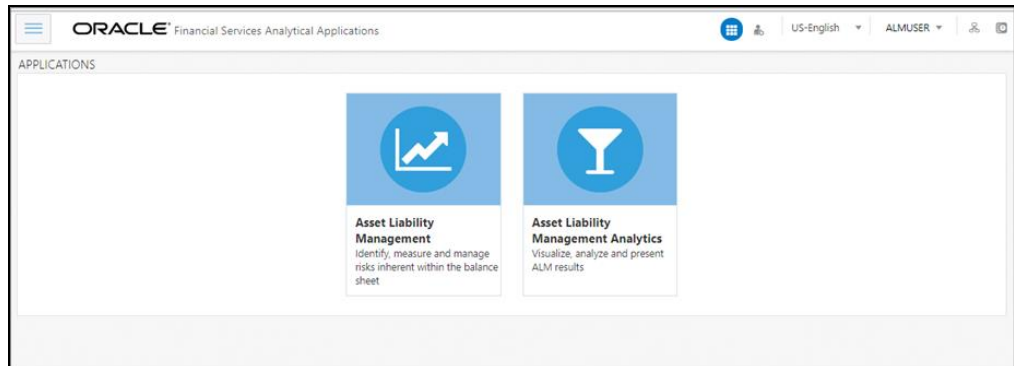 ORACLE Financial Services Analytical Applications
US-English
ALMUSER
APPLICATIONS
Asset Liability
Management
Identify, measure and manage
risks inherent within the balance
sheet
Asset Liability
Management Analytics
Visualize, analyze and present
ALM results